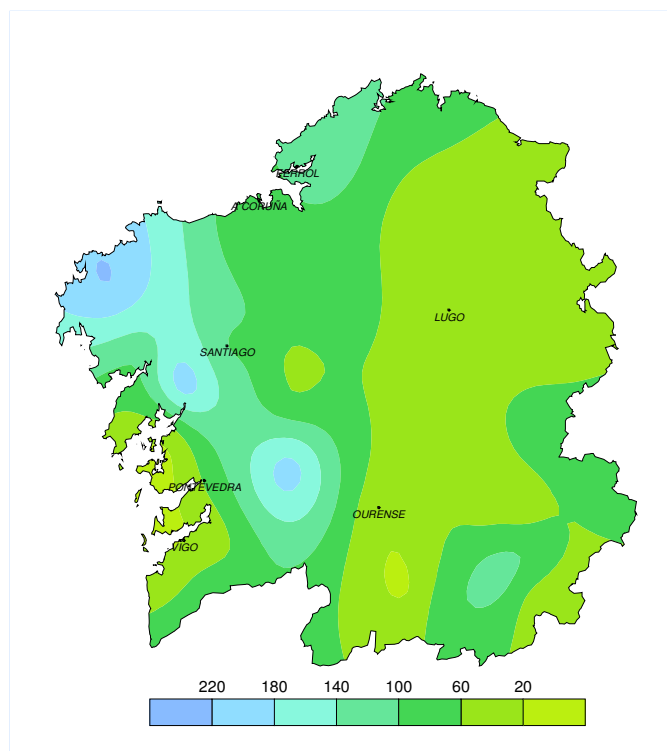 FERROL
A CORUÑA
LUGO
SANTIAGO
PONTEVEDRA
OURENSE
VIGO
220 180 140 100 60 20